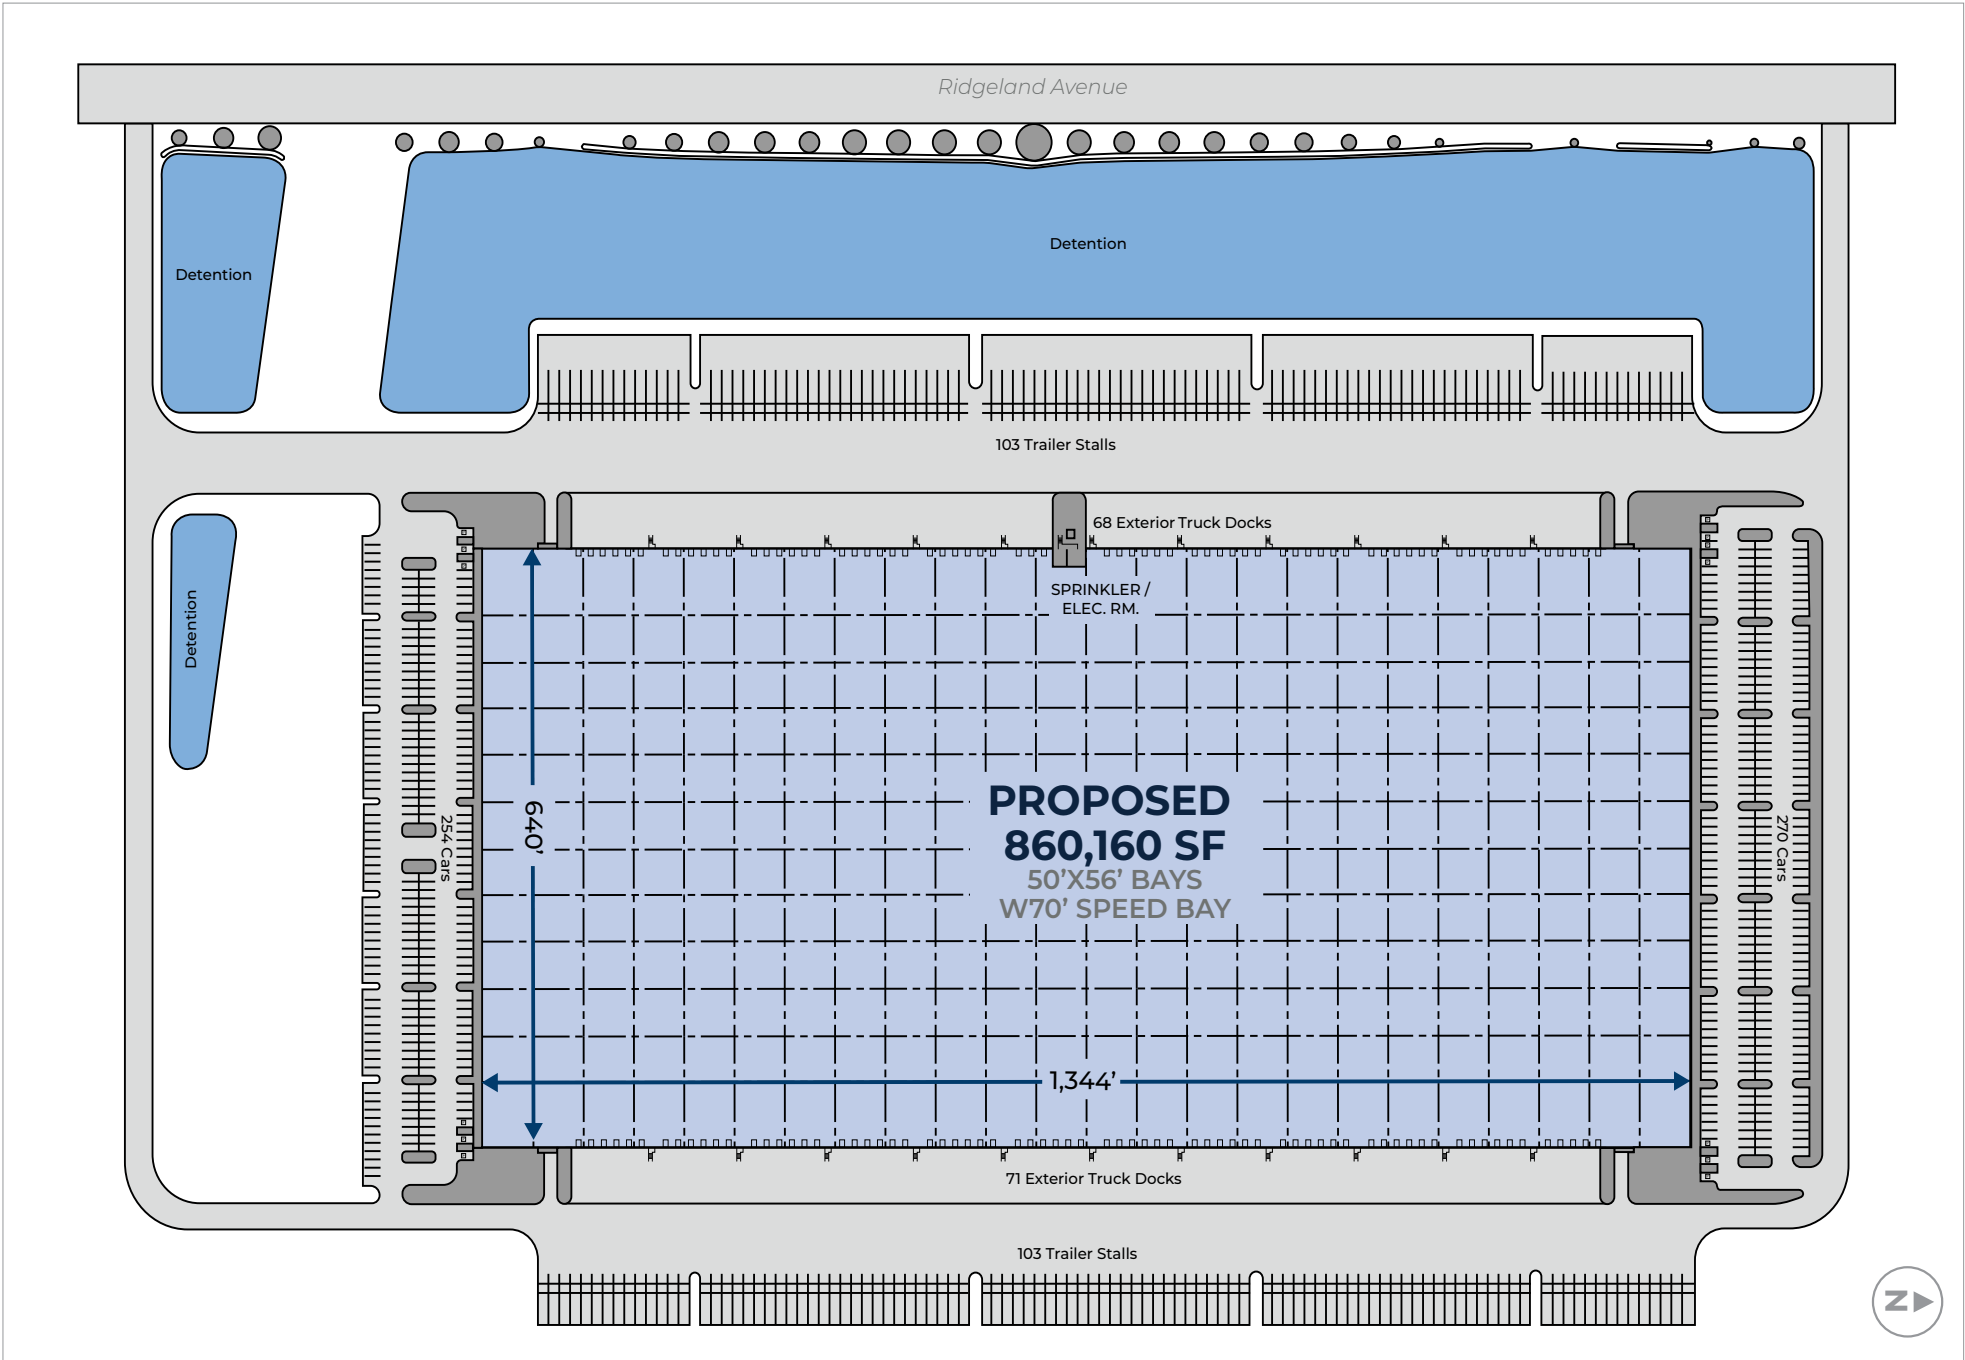 Ridgeland Avenue
Detention
Detention
103 Trailer Stalls
68 Exterior Truck Docks
SPRINKLER /
ELEC. RM.
Detention
640’
254 Cars
PROPOSED
860,160 SF
50’X56’ BAYS
W70’ SPEED BAY
270 Cars
1,344’
71 Exterior Truck Docks
103 Trailer Stalls
Z